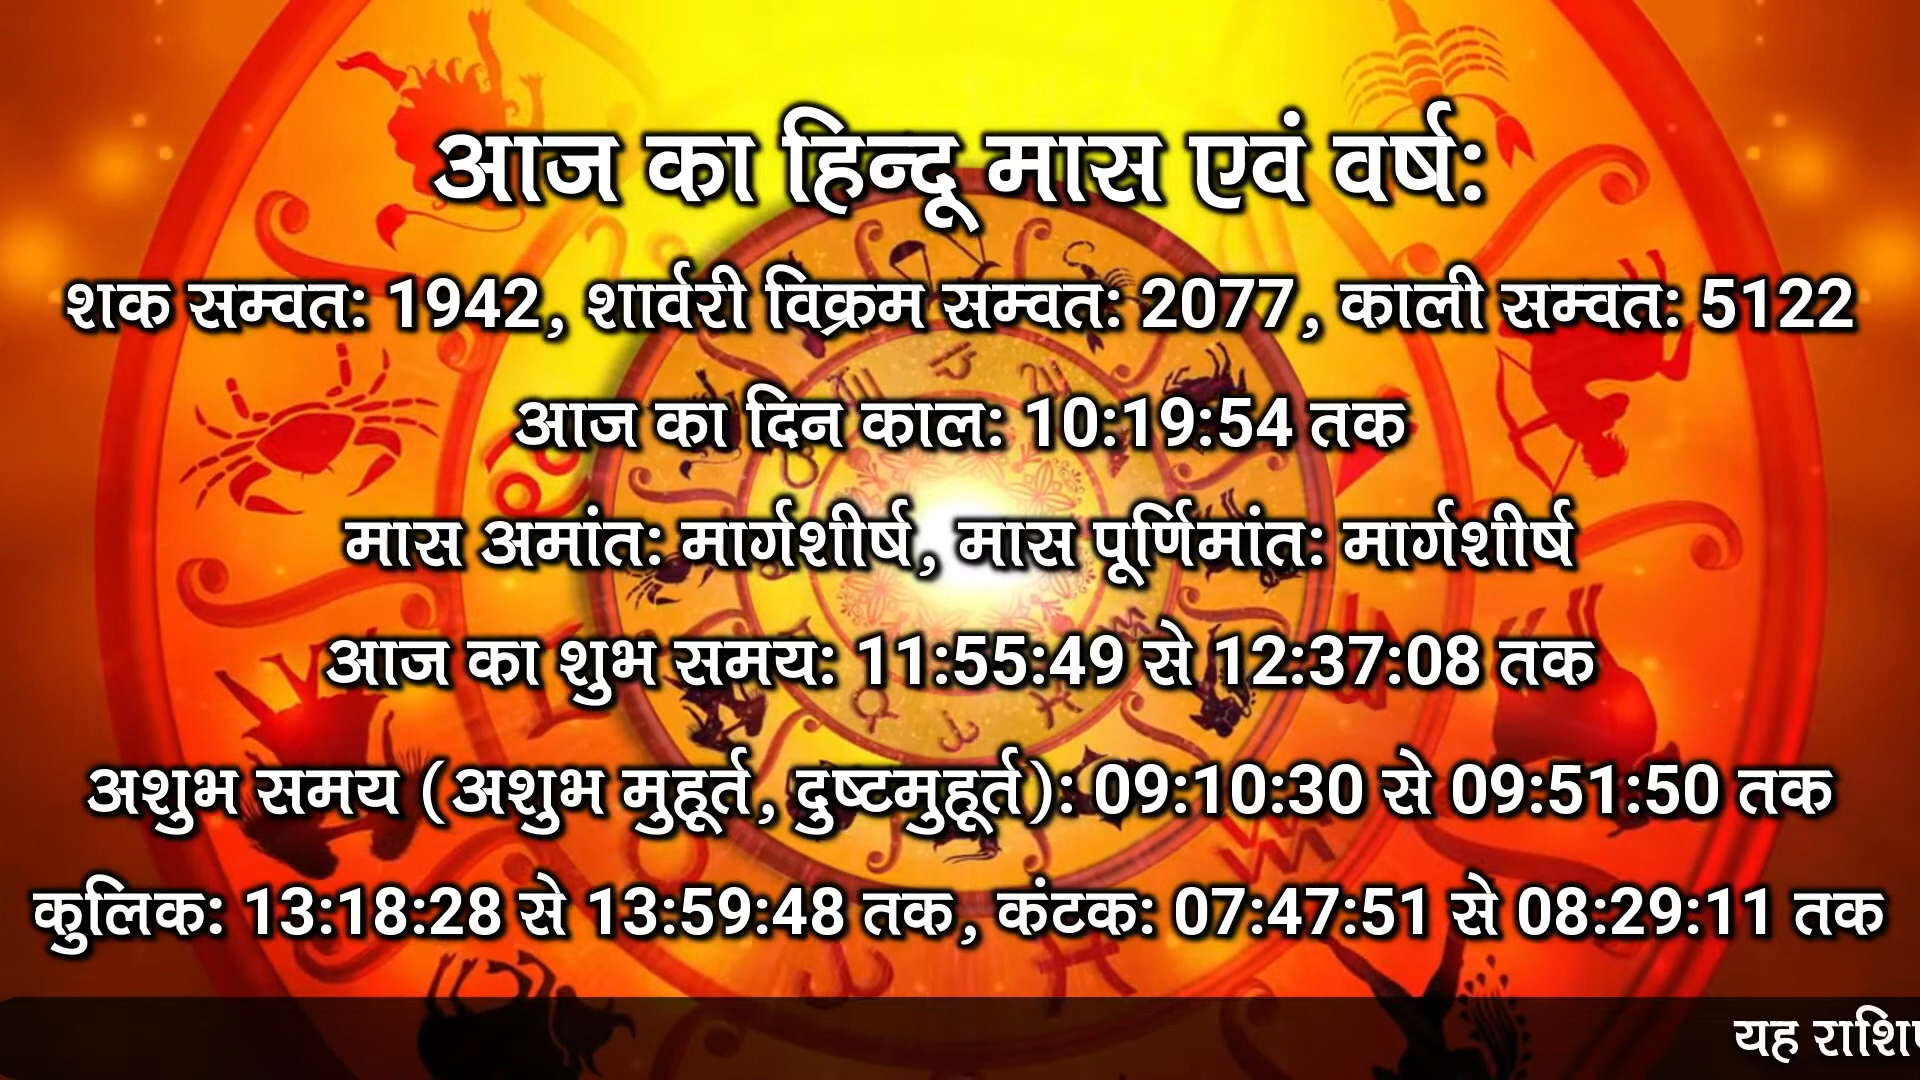 आज का हिन्दू मास एवं वर्ष:
शक सम्वत: 1942, शार्वरी विक्रम सम्वत: 2077, काली सम्वत: 5122
आज का दिन काल: 10:19:54 तक
मास अमांत: मार्गशीर्ष, मास पूर्णिमांत: मार्गशीर्ष
आज का शुभ समय: 11:55:49 से 12:37:08 तक
अशुभ समय (अशुभ मुहूर्त, दुष्टमुहूर्त): 09:10:30 से 09:51:50 तक
कुलिक: 13:18:28 से 13:59:48 तक, कंटक: 07:47:51 से 08:29:11 तक
यह